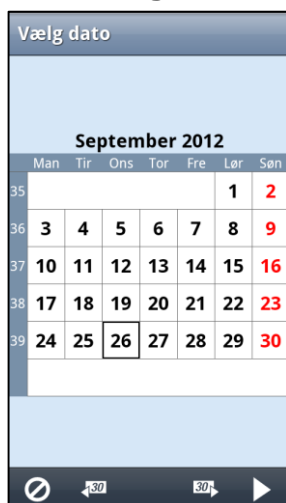 Vælg dato
September 2012
Man Tir Ons Tor Fre Lør Søn
35 1 2
36 3 4 5 6 7 8 9
37 10 11 12 13 14 15 16
38 17 18 19 20 21 22 23
39 24 25 26 27 28 29 30
30 30